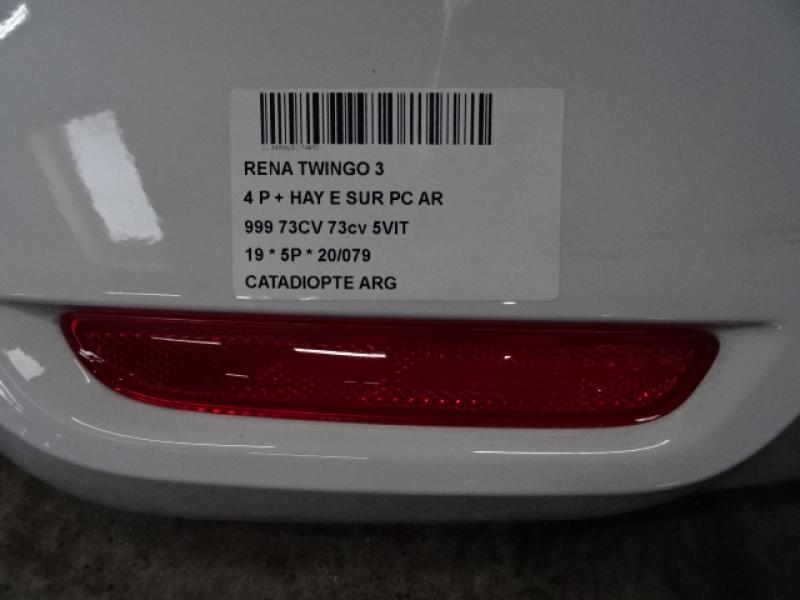 RENA TWINGO 3
4 P + HAY E SUR PC AR
999 73CV 73cv 5VIT
19 * 5P * 20/079
CATADIOPTE ARG